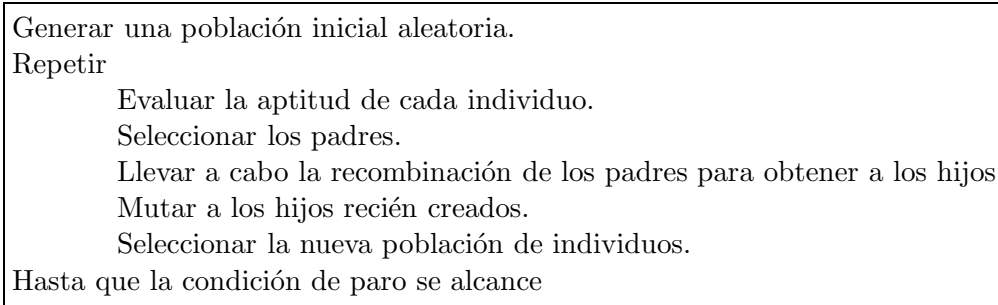 Generar una población inicial aleatoria.
Repetir
Evaluar la aptitud de cada individuo.
Seleccionar los padres.
Llevar a cabo la recombinación de los padres para obtener a los hijos
Mutar a los hijos recién creados.
Seleccionar la nueva población de individuos.
Hasta que la condición de paro se alcance